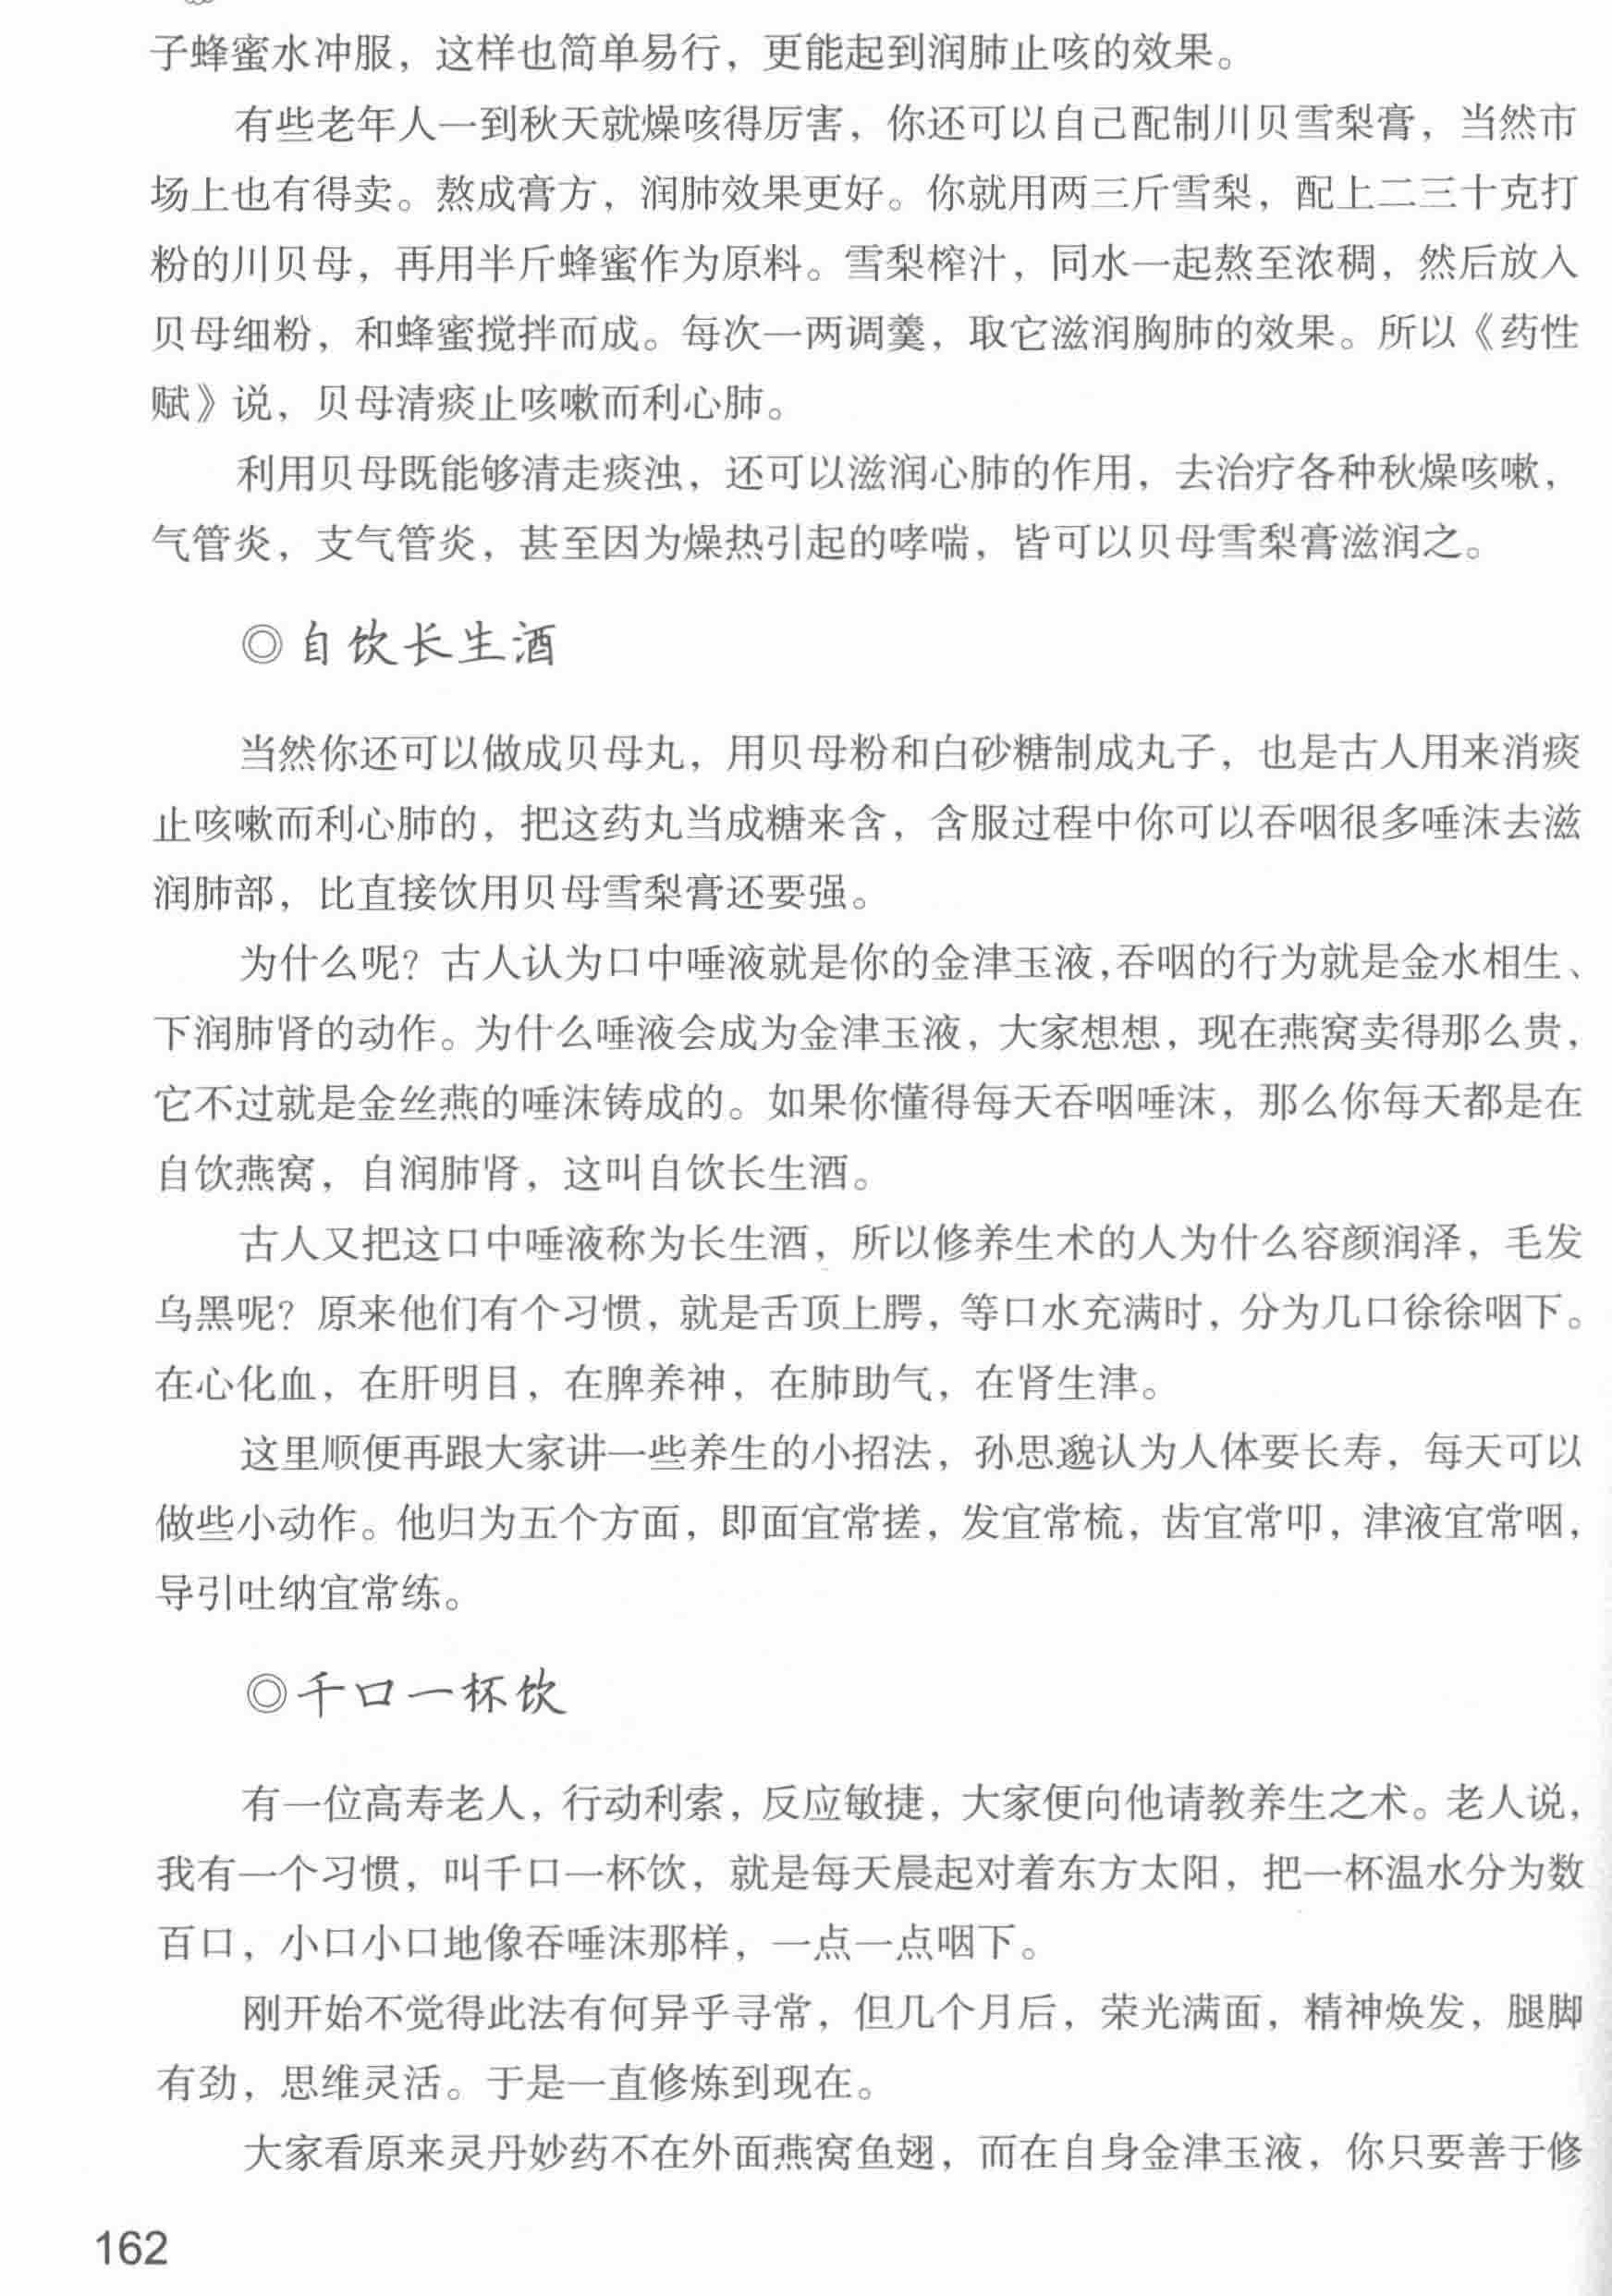 子蜂蜜水冲服，这样也简单易行，更能起到润肺止咳的效果。
有些老年人一到秋天就燥咳得厉害，你还可以自己配制川贝雪梨膏，当然市
场上也有得卖。熬成膏方，润肺效果更好。你就用两三斤雪梨，配上二三十克打
粉的川贝母，再用半斤蜂蜜作为原料。雪梨榨汁，同水一起熬至浓稠，然后放入
贝母细粉，和蜂蜜搅拌而成。每次一两调羹，取它滋润胸肺的效果。所以《药性
赋》说，贝母清痰止咳嗽而利心肺。
利用贝母既能够清走痰浊，还可以滋润心肺的作用，去治疗各种秋燥咳嗽，
气管炎，支气管炎，甚至因为燥热引起的哮喘，皆可以贝母雪梨膏滋润之。
◎自饮长生酒
当然你还可以做成贝母丸，用贝母粉和白砂糖制成丸子，也是古人用来消痰
止咳嗽而利心肺的，把这药丸当成糖来含，含服过程中你可以吞咽很多唾沫去滋
润肺部，比直接饮用贝母雪梨膏还要强。
为什么呢？古人认为口中唾液就是你的金津玉液，吞咽的行为就是金水相生、
下润肺肾的动作。为什么唾液会成为金津玉液，大家想想，现在燕窝卖得那么贵，
它不过就是金丝燕的唾沫铸成的。如果你懂得每天吞咽唾沫，那么你每天都是在
自饮燕窝，自润肺肾，这叫自饮长生酒。
古人又把这口中唾液称为长生酒，所以修养生术的人为什么容颜润泽，毛发
乌黑呢？原来他们有个习惯，就是舌顶上腭，等口水充满时，分为几口徐徐咽下。
在心化血，在肝明目，在脾养神，在肺助气，在肾生津。
这里顺便再跟大家讲一些养生的小招法，孙思邈认为人体要长寿，每天可以
做些小动作。他归为五个方面，即面宜常搓，发宜常梳，齿宜常叩，津液宜常咽，
导引吐纳宜常练。
◎千口一杯饮
有一位高寿老人，行动利索，反应敏捷，大家便向他请教养生之术。老人说，
我有一个习惯，叫千口一杯饮，就是每天晨起对着东方太阳，把一杯温水分为数
百口，小口小口地像吞唾沫那样，一点一点咽下。
刚开始不觉得此法有何异乎寻常，但几个月后，荣光满面，精神焕发，腿脚
有劲，思维灵活。于是一直修炼到现在。
大家看原来灵丹妙药不在外面燕窝鱼翅，而在自身金津玉液，你只要善于修
162